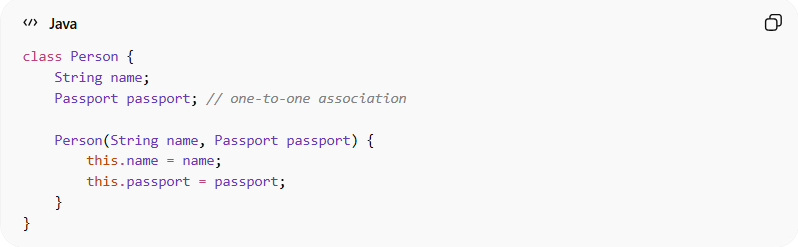 </> Java
class Person {
    String name;
    Passport passport; // one-to-one association

    Person(String name, Passport passport) {
        this.name = name;
        this.passport = passport;
    }
}